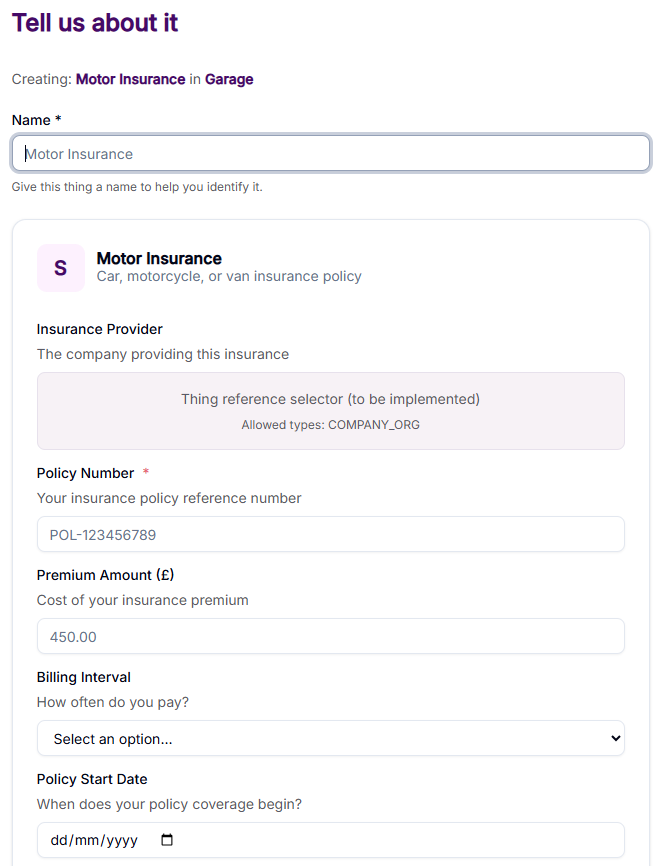 Tell us about it
Creating: Motor Insurance in Garage
Name *
Motor Insurance
Give this thing a name to help you identify it.
S
Motor Insurance
Car, motorcycle, or van insurance policy
Insurance Provider
The company providing this insurance
Thing reference selector (to be implemented)
Allowed types: COMPANY_ORG
Policy Number *
Your insurance policy reference number
POL-123456789
Premium Amount (£)
Cost of your insurance premium
450.00
Billing Interval
How often do you pay?
Select an option...
Policy Start Date
When does your policy coverage begin?
dd/mm/yyyy